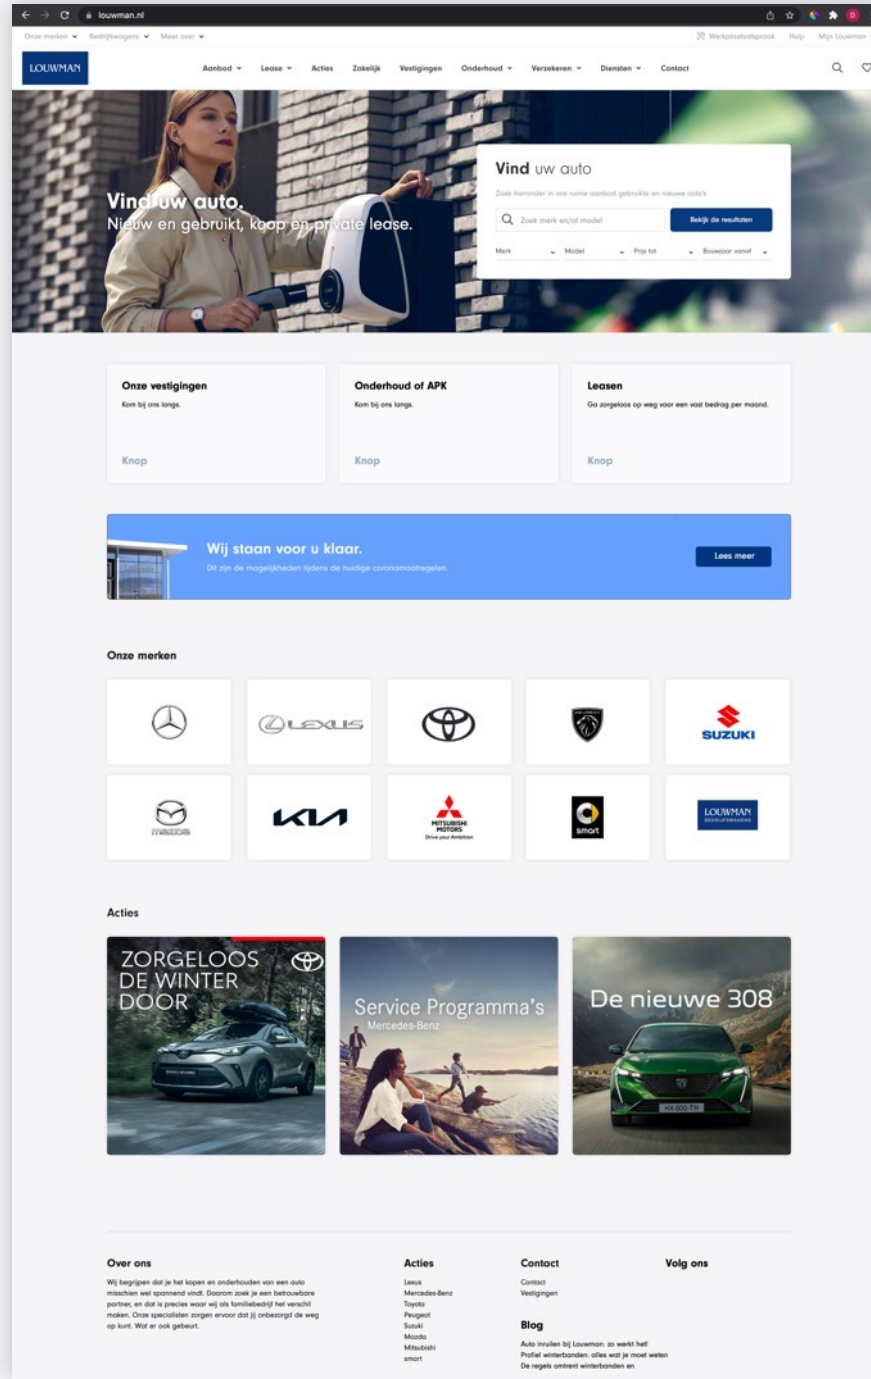 louwman.nl
Onze merken Bedrijfswagens Meer over Werkplaatsafspraak Hulp Mijn Louwman
LOUWMAN Aanbod Lease Acties Zakelijk Vestigingen Onderhoud Verzekeren Diensten Contact
Vind uw auto.
Nieuw en gebruikt, koop en private lease.
Vind uw auto
Zoek hieronder in ons ruime aanbod gebruikte en nieuwe auto's
Zoek merk en/of model Bekijk de resultaten
Merk Model Prijs tot Bouwjaar vanaf
Onze vestigingen
Kom bij ons langs.
Knop
Onderhoud of APK
Kom bij ons langs.
Knop
Leasen
Ga zorgeloos op weg voor een vast bedrag per maand.
Knop
Wij staan voor u klaar.
Dit zijn de mogelijkheden tijdens de huidige coronamaatregelen.
Lees meer
Onze merken
LEXUS
PEUGEOT
SUZUKI
mazda
KIA
MITSUBISHI
MOTORS
Drive your Ambition
smart
LOUWMAN
BEDRIJFSWAGENS
Acties
ZORGELOOS
DE WINTER
DOOR
Service Programma's
Mercedes-Benz
De nieuwe 308
HX-800-TH
Over ons
Wij begrijpen dat je het kopen en onderhouden van een auto
misschien wel spannend vindt. Daarom zoek je een betrouwbare
partner, en dat is precies waar wij als familiebedrijf het verschil
maken. Onze specialisten zorgen ervoor dat jij onbezorgd de weg
op kunt. Wat er ook gebeurt.
Acties
Lexus
Mercedes-Benz
Toyota
Peugeot
Suzuki
Mazda
Mitsubishi
smart
Contact
Contact
Vestigingen
Blog
Auto inruilen bij Louwman: zo werkt het!
Profiel winterbanden: alles wat je moet weten
De regels omtrent winterbanden en
Volg ons